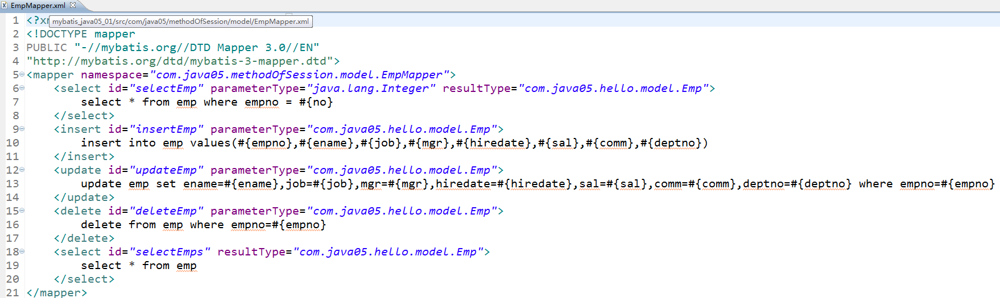 EmpMapper.xml
1 <?x
mybatis_java05_01/src/com/java05/methodOfSession/model/EmpMapper.xml
2 <!DOCTYPE mapper
3 PUBLIC "-//mybatis.org//DTD Mapper 3.0//EN"
4 "http://mybatis.org/dtd/mybatis-3-mapper.dtd">
5 <mapper namespace="com.java05.methodOfSession.model.EmpMapper">
6 <select id="selectEmp" parameterType="java.lang.Integer" resultType="com.java05.hello.model.Emp">
7 select * from emp where empno = #{no}
8 </select>
9 <insert id="insertEmp" parameterType="com.java05.hello.model.Emp">
10 insert into emp values(#{empno},#{ename},#{job},#{mgr},#{hiredate},#{sal},#{comm},#{deptno})
11 </insert>
12 <update id="updateEmp" parameterType="com.java05.hello.model.Emp">
13 update emp set ename=#{ename},job=#{job},mgr=#{mgr},hiredate=#{hiredate},sal=#{sal},comm=#{comm},deptno=#{deptno} where empno=#{empno}
14 </update>
15 <delete id="deleteEmp" parameterType="com.java05.hello.model.Emp">
16 delete from emp where empno=#{empno}
17 </delete>
18 <select id="selectEmps" resultType="com.java05.hello.model.Emp">
19 select * from emp
20 </select>
21 </mapper>